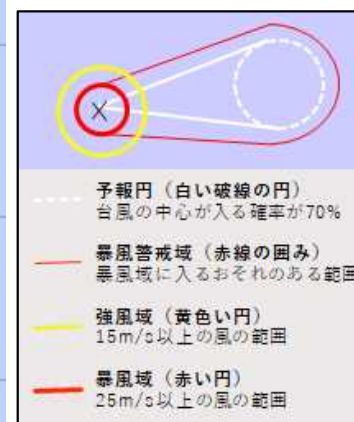 予報円（白い破線の円）
台風の中心が入る確率が70%
暴風警戒域（赤線の囲み）
暴風域に入るおそれのある範囲
強風域（黄色い円）
15m/s以上の風の範囲
暴風域（赤い円）
25m/s以上の風の範囲